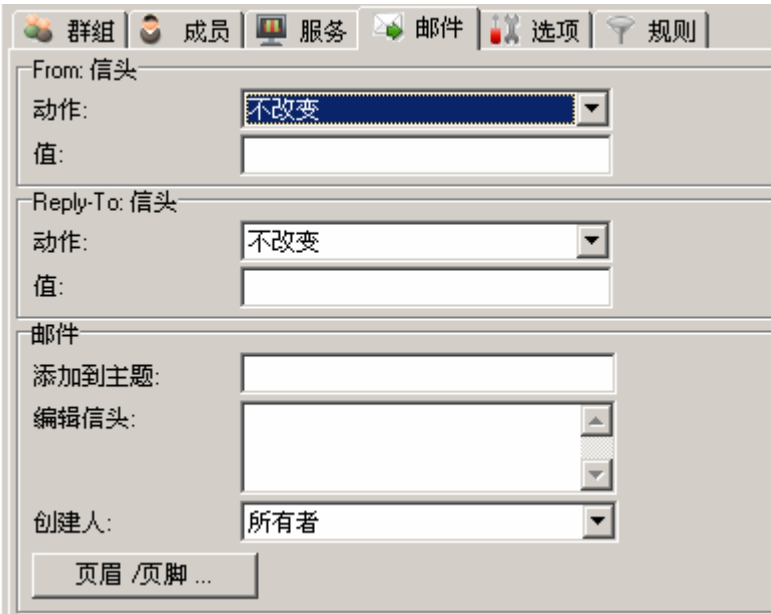 群组 成员 服务 邮件 选项 规则
From: 信头
动作: 不改变
值:
Reply-To: 信头
动作: 不改变
值:
邮件
添加到主题:
编辑信头:
创建人: 所有者
页眉 /页脚 ...